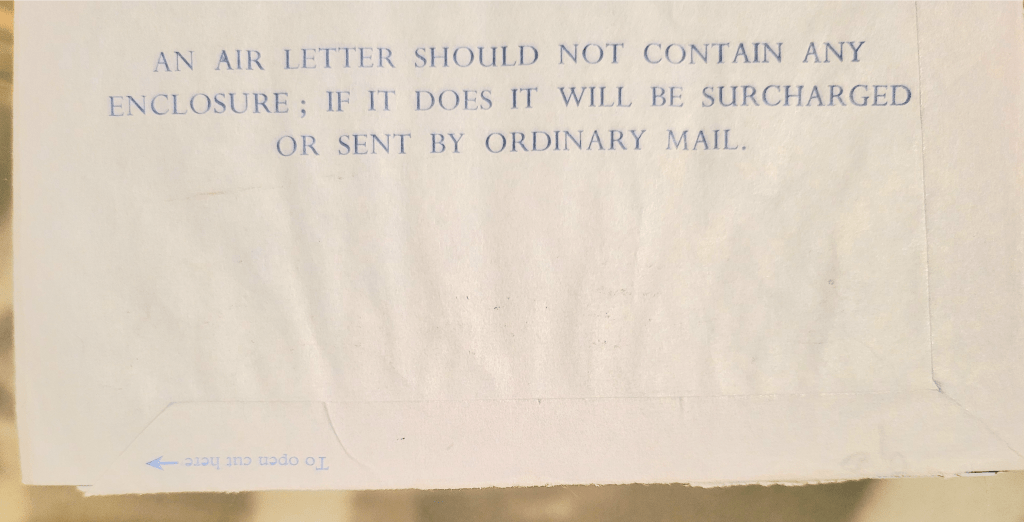 AN AIR LETTER SHOULD NOT CONTAIN ANY
ENCLOSURE ; IF IT DOES IT WILL BE SURCHARGED
OR SENT BY ORDINARY MAIL.
To open cut here